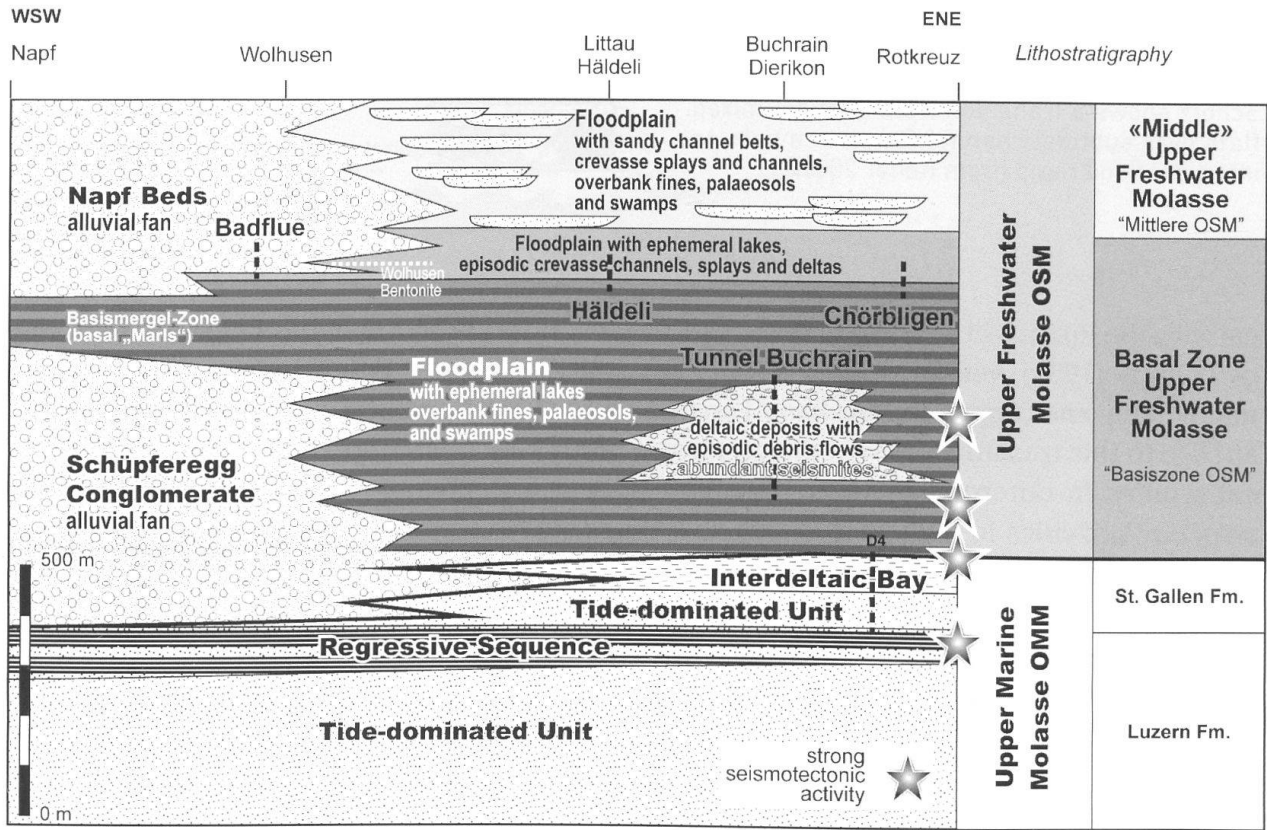 WSW
ENE
Napf
Wolhusen
Littau
Häldeli
Buchrain
Dierikon
Rotkreuz
Lithostratigraphy
Floodplain
with sandy channel belts,
crevasse splays and channels,
overbank fines, palaeosols
and swamps
«Middle»
Upper
Freshwater
Molasse
"Mittlere OSM"
Napf Beds
alluvial fan
Badflue
Floodplain with ephemeral lakes,
episodic crevasse channels, splays and deltas
Wolhusen
Bentonite
Häldeli
Chörbligen
Basismergel-Zone
(basal „Marls“)
Tunnel Buchrain
Floodplain
with ephemeral lakes
overbank fines, palaeosols,
and swamps
deltaic deposits with
episodic debris flows
abundant seismites
Upper Freshwater
Molasse OSM
Basal Zone
Upper
Freshwater
Molasse
"Basiszone OSM"
Schüpferegg
Conglomerate
alluvial fan
D4
500 m
Interdeltaic Bay
Tide-dominated Unit
St. Gallen Fm.
Regressive Sequence
Upper Marine
Molasse OMM
Tide-dominated Unit
Luzern Fm.
strong
seismotectonic
activity
0 m